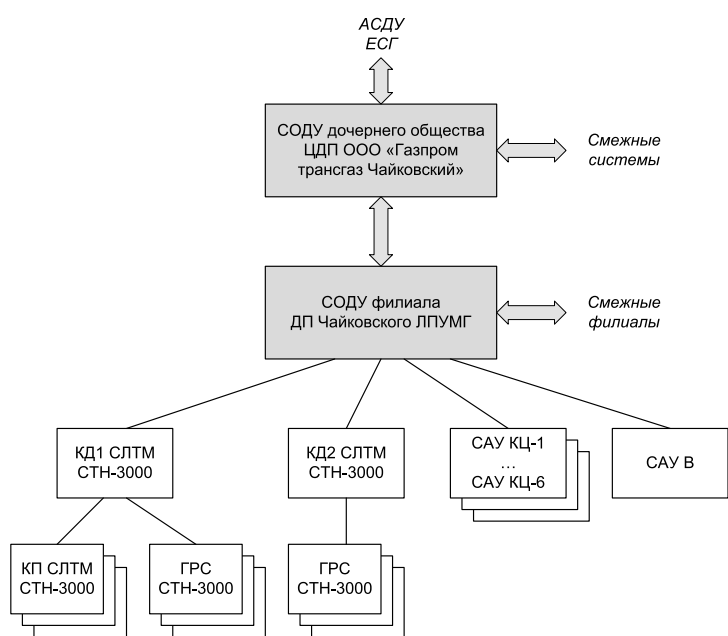 АСДУ
ЕСГ
СОДУ дочернего общества
ЦДП ООО «Газпром
трансгаз Чайковский»
Смежные
системы
СОДУ филиала
ДП Чайковского ЛПУМГ
Смежные
филиалы
КД1 СЛТМ
СТН-3000
КД2 СЛТМ
СТН-3000
САУ КЦ-1
...
САУ КЦ-6
САУ В
КП СЛТМ
СТН-3000
ГРС
СТН-3000
ГРС
СТН-3000